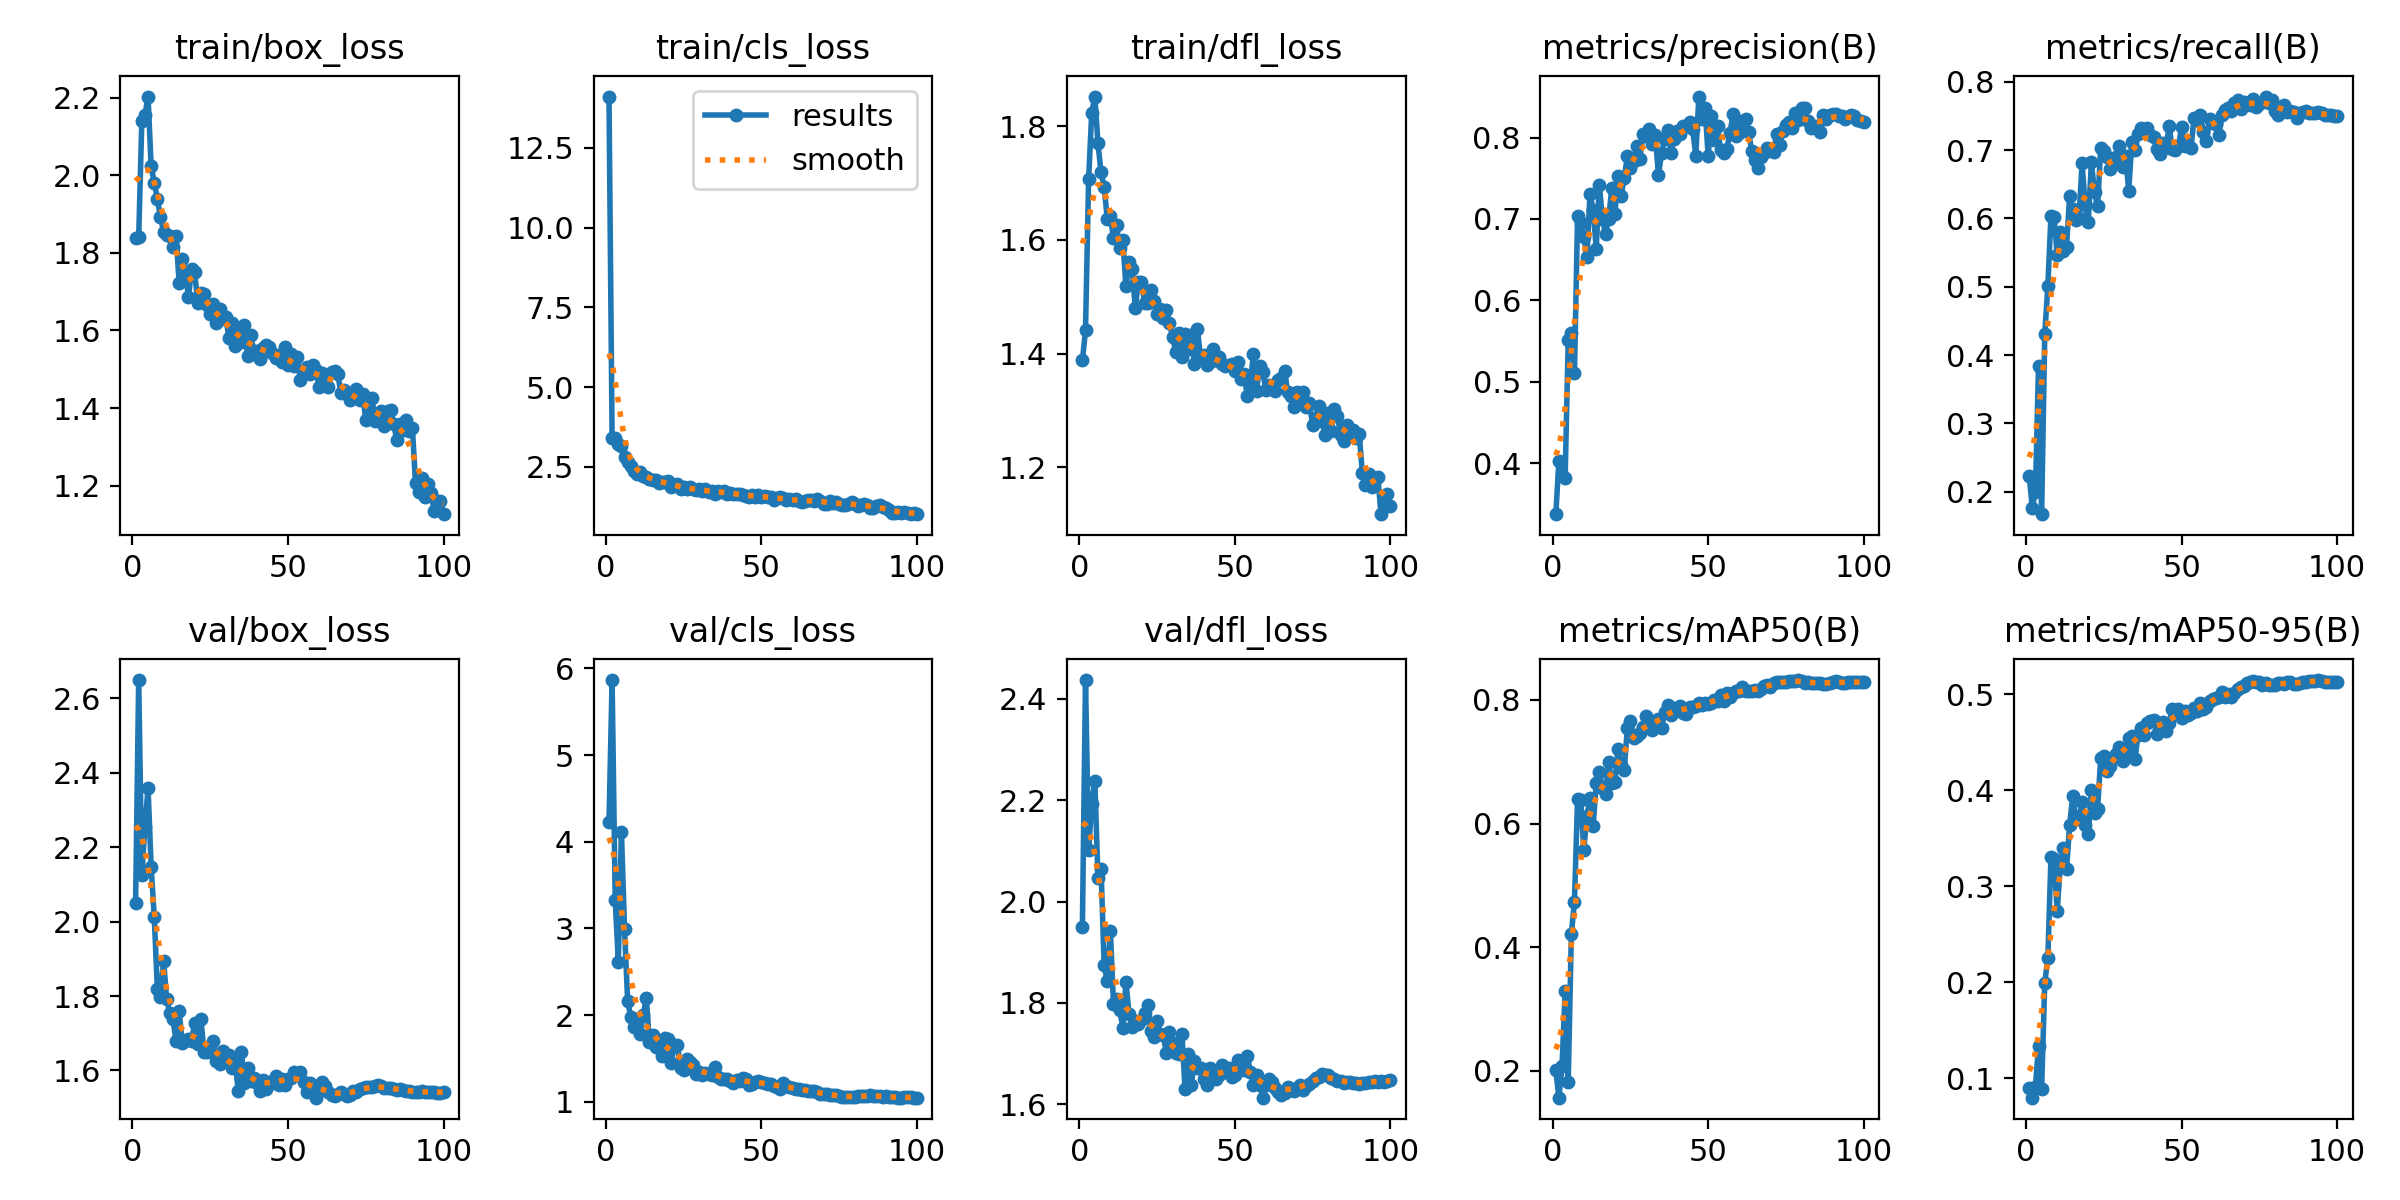 train/box_loss
2.2
2.0
1.8
1.6
1.4
1.2
0 50 100
train/cls_loss
results
smooth
12.5
10.0
7.5
5.0
2.5
0 50 100
train/dfl_loss
1.8
1.6
1.4
1.2
0 50 100
metrics/precision(B)
0.8
0.7
0.6
0.5
0.4
0 50 100
metrics/recall(B)
0.8
0.7
0.6
0.5
0.4
0.3
0.2
0 50 100
val/box_loss
2.6
2.4
2.2
2.0
1.8
1.6
0 50 100
val/cls_loss
6
5
4
3
2
1
0 50 100
val/dfl_loss
2.4
2.2
2.0
1.8
1.6
0 50 100
metrics/mAP50(B)
0.8
0.6
0.4
0.2
0 50 100
metrics/mAP50-95(B)
0.5
0.4
0.3
0.2
0.1
0 50 100